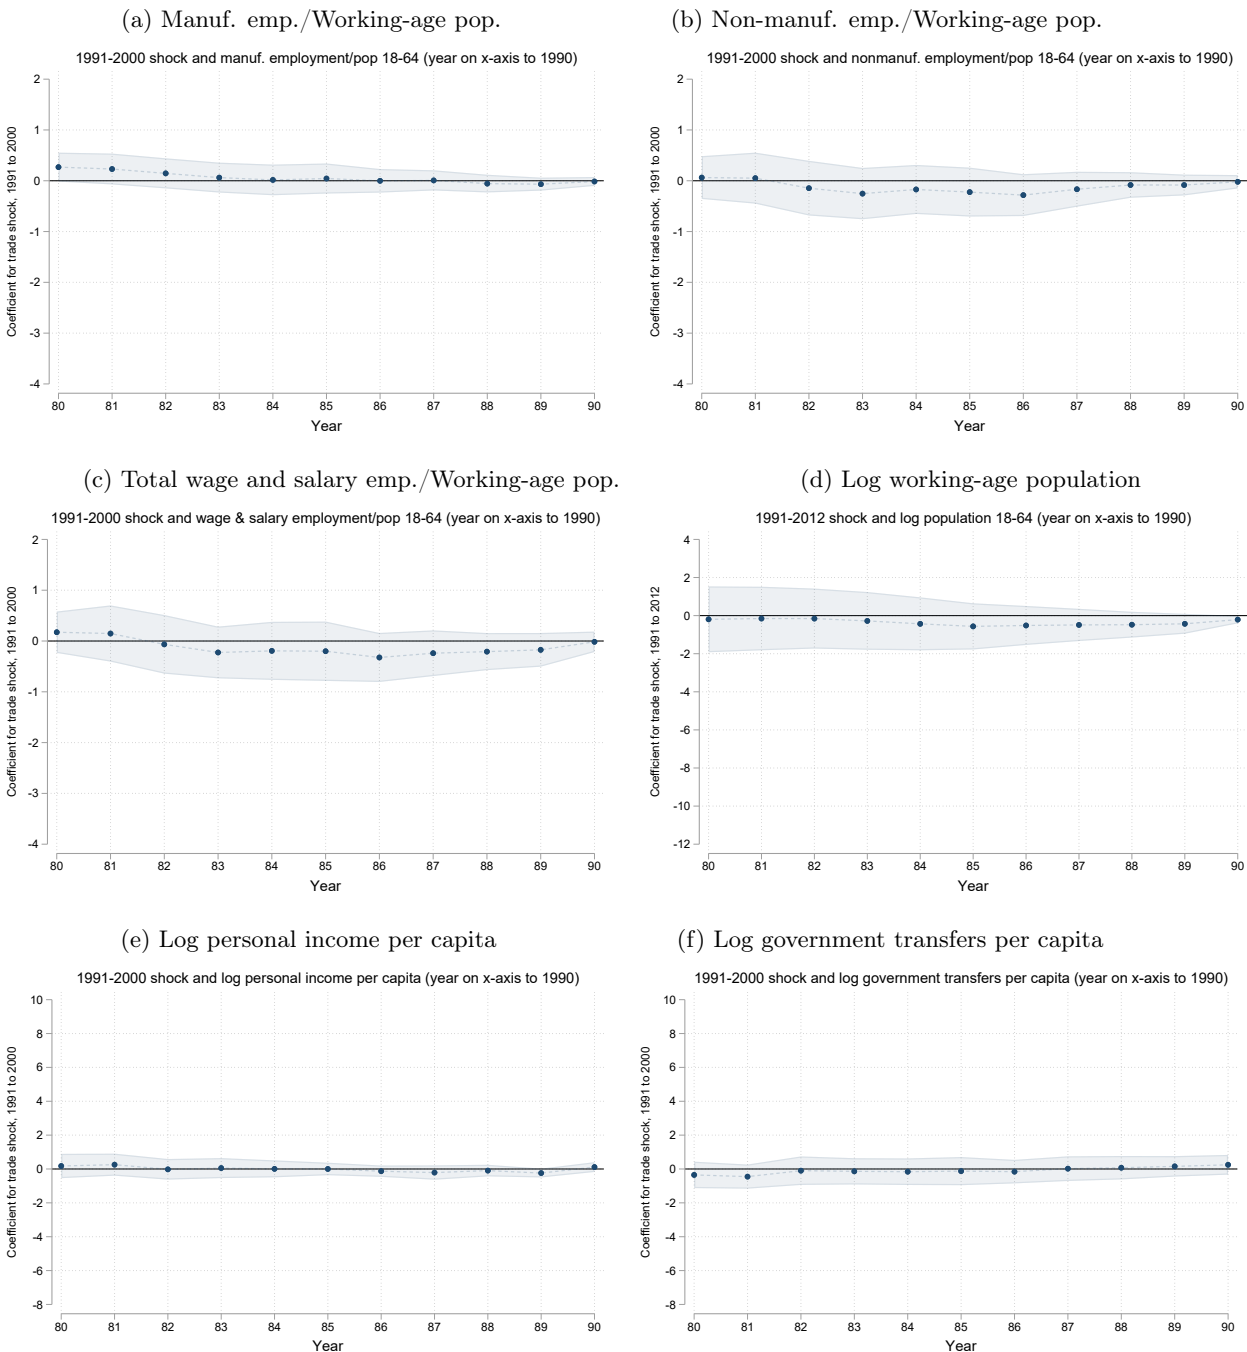 (a) Manuf. emp./Working-age pop.
1991-2000 shock and manuf. employment/pop 18-64 (year on x-axis to 1990)
Coefficient for trade shock, 1991 to 2000
2
1
0
-1
-2
-3
-4
80 81 82 83 84 85 86 87 88 89 90
Year
(b) Non-manuf. emp./Working-age pop.
1991-2000 shock and nonmanuf. employment/pop 18-64 (year on x-axis to 1990)
Coefficient for trade shock, 1991 to 2000
2
1
0
-1
-2
-3
-4
80 81 82 83 84 85 86 87 88 89 90
Year
(c) Total wage and salary emp./Working-age pop.
1991-2000 shock and wage & salary employment/pop 18-64 (year on x-axis to 1990)
Coefficient for trade shock, 1991 to 2000
2
1
0
-1
-2
-3
-4
80 81 82 83 84 85 86 87 88 89 90
Year
(d) Log working-age population
1991-2012 shock and log population 18-64 (year on x-axis to 1990)
Coefficient for trade shock, 1991 to 2012
4
2
0
-2
-4
-6
-8
-10
-12
80 81 82 83 84 85 86 87 88 89 90
Year
(e) Log personal income per capita
1991-2000 shock and log personal income per capita (year on x-axis to 1990)
Coefficient for trade shock, 1991 to 2000
10
8
6
4
2
0
-2
-4
-6
-8
80 81 82 83 84 85 86 87 88 89 90
Year
(f) Log government transfers per capita
1991-2000 shock and log government transfers per capita (year on x-axis to 1990)
Coefficient for trade shock, 1991 to 2000
10
8
6
4
2
0
-2
-4
-6
-8
80 81 82 83 84 85 86 87 88 89 90
Year